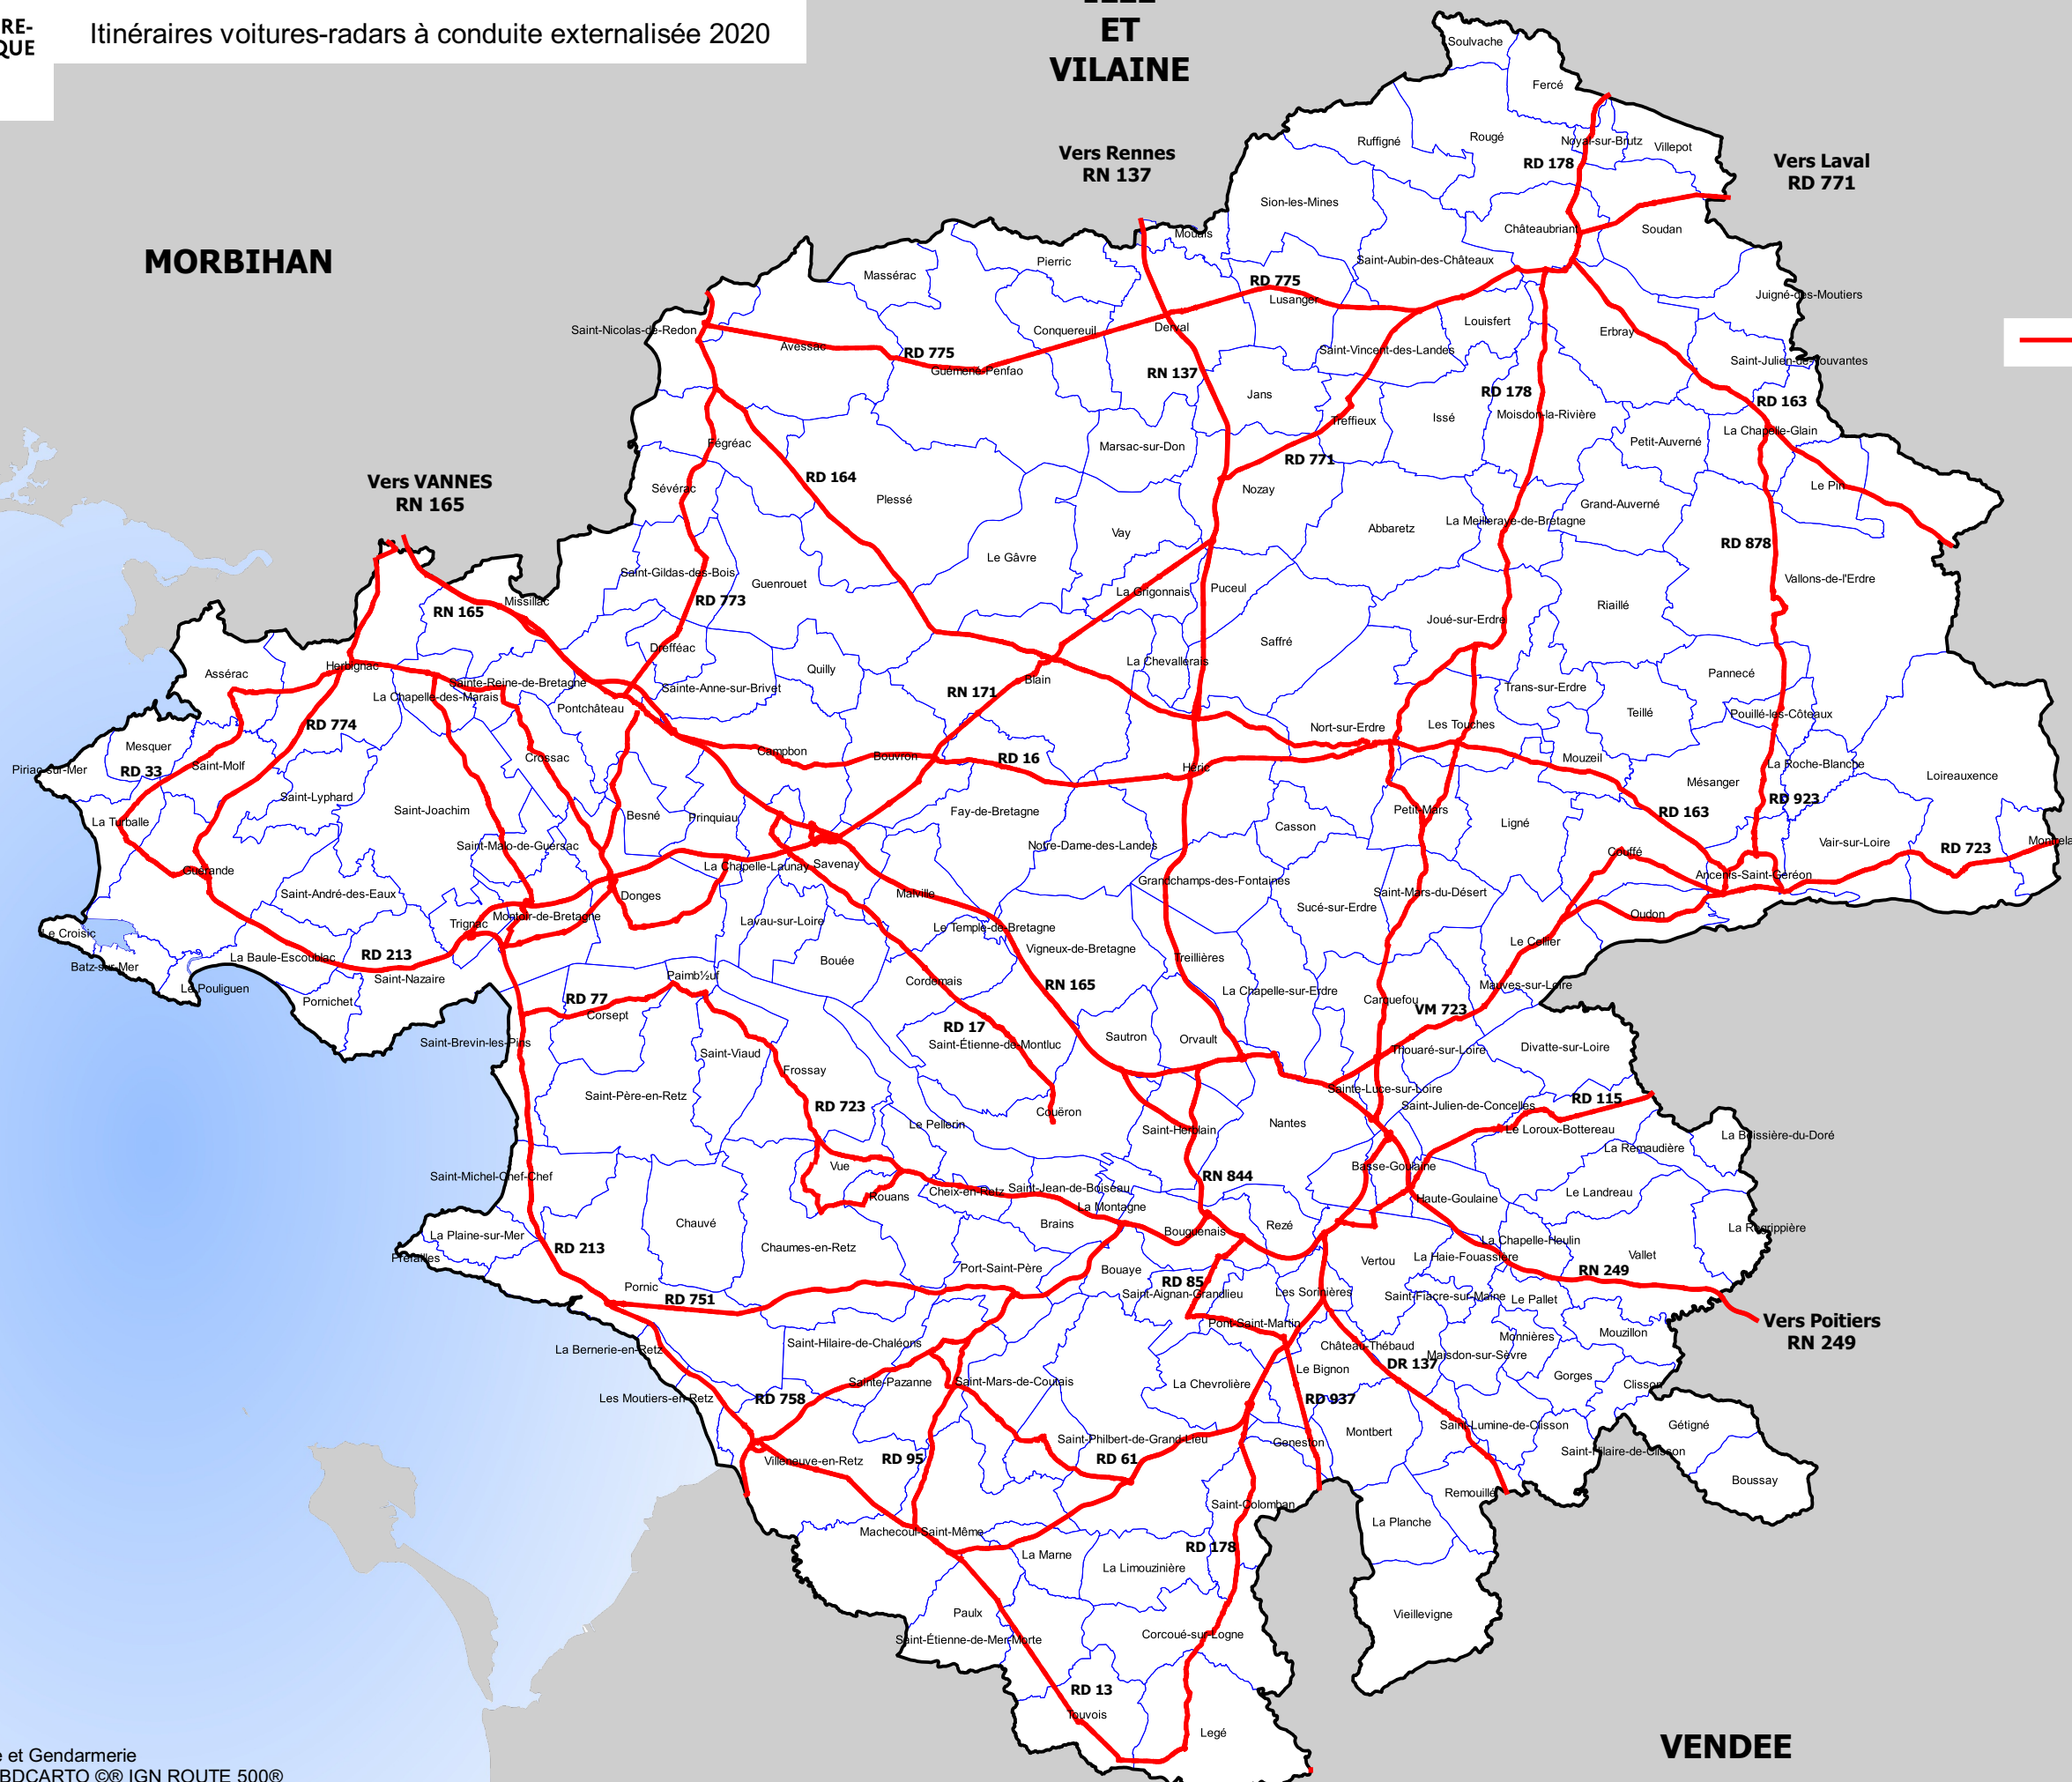 RE-
QUE
Itinéraires voitures-radars à conduite externalisée 2020
ET
VILAINE
Soulvache
Fercé
Ruffigné
Rougé
Noyal-sur-Brutz
Villepot
RD 178
Vers Rennes
RN 137
Vers Laval
RD 771
Sion-les-Mines
Châteaubriant
Soudan
Mouais
MORBIHAN
Pierric
Massérac
Saint-Aubin-des-Châteaux
RD 775
Lusanger
Juigné-des-Moutiers
Saint-Nicolas-de-Redon
Conquereuil
Derval
Louisfert
Erbray
Avessac
RD 775
Saint-Vincent-des-Landes
Saint-Julien-de-Vouvantes
Guémené-Penfao
RN 137
Jans
RD 178
RD 163
Treffieux
Issé
Moisdon-la-Rivière
La Chapelle-Glain
Fégréac
Marsac-sur-Don
Petit-Auverné
RD 771
RD 164
Sévérac
Plessé
Nozay
Le Pin
Vers VANNES
RN 165
Grand-Auverné
Abbaretz
La Meilleraye-de-Bretagne
Vay
RD 878
Le Gâvre
Saint-Gildas-des-Bois
Guenrouet
Vallons-de-l'Erdre
La Grigonnais
Puceul
RD 773
Missillac
RN 165
Riaillé
Joué-sur-Erdre
Saffré
Drefféac
La Chevallerais
Herbignac
Quilly
Assérac
Pannecé
Blain
Sainte-Reine-de-Bretagne
Sainte-Anne-sur-Brivet
Trans-sur-Erdre
La Chapelle-des-Marais
RN 171
Pontchâteau
Teillé
Pouillé-les-Côteaux
RD 774
Nort-sur-Erdre
Les Touches
Mesquer
Campbon
Bouvron
RD 16
Crossac
Mouzeil
La Roche-Blanche
Piriac-sur-Mer
RD 33
Saint-Molf
Héric
Loireauxence
Mésanger
Saint-Lyphard
RD 923
Saint-Joachim
Besné
Prinquiau
Fay-de-Bretagne
Petit-Mars
RD 163
La Turballe
Casson
Ligné
Saint-Malo-de-Guersac
Notre-Dame-des-Landes
Vair-sur-Loire
RD 723
Couffé
La Chapelle-Launay
Savenay
Guérande
Ancenis-Saint-Géréon
Grandchamps-des-Fontaines
Saint-André-des-Eaux
Donges
Malville
Saint-Mars-du-Désert
Sucé-sur-Erdre
Montoir-de-Bretagne
Oudon
Trignac
Lavau-sur-Loire
Le Temple-de-Bretagne
Le Croisic
Le Cellier
Vigneux-de-Bretagne
La Baule-Escoublac
RD 213
Treillières
Bouée
Batz-sur-Mer
Saint-Nazaire
Paimb½uf
Cordemais
Le Pouliguen
RN 165
La Chapelle-sur-Erdre
Mauves-sur-Loire
Pornichet
RD 77
Corsept
Carquefou
VM 723
RD 17
Saint-Étienne-de-Montluc
Saint-Brevin-les-Pins
Sautron
Orvault
Saint-Viaud
Thouaré-sur-Loire
Divatte-sur-Loire
Frossay
Saint-Père-en-Retz
Sainte-Luce-sur-Loire
RD 723
Saint-Julien-de-Concelles
RD 115
Couëron
Le Pellerin
Saint-Herblain
Nantes
Le Loroux-Bottereau
La Boissière-du-Doré
La Remaudière
Vue
Basse-Goulaine
Saint-Michel-Chef-Chef
RN 844
Rouans
Cheix-en-Retz
Saint-Jean-de-Boiseau
Haute-Goulaine
Le Landreau
La Montagne
Chauvé
Brains
Bouguenais
Rezé
La Regrippière
La Plaine-sur-Mer
La Chapelle-Heulin
RD 213
Chaumes-en-Retz
Préfailles
Vertou
La Haie-Fouassière
Vallet
Port-Saint-Père
Bouaye
RN 249
RD 85
Pornic
Saint-Aignan-Grandlieu
Les Sorinières
Saint-Fiacre-sur-Maine
Le Pallet
RD 751
Pont-Saint-Martin
Vers Poitiers
RN 249
Mouzillon
Monnières
Saint-Hilaire-de-Chaléons
Château-Thébaud
La Bernerie-en-Retz
Maisdon-sur-Sèvre
DR 137
Le Bignon
Gorges
Sainte-Pazanne
Saint-Mars-de-Coutais
La Chevrolière
Clisson
Les Moutiers-en-Retz
RD 758
RD 937
Saint-Lumine-de-Clisson
Gétigné
Montbert
Saint-Philbert-de-Grand-Lieu
Geneston
Saint-Hilaire-de-Clisson
Villeneuve-en-Retz
RD 95
RD 61
Boussay
Remouillé
Saint-Colomban
La Planche
Machecoul-Saint-Même
RD 178
La Marne
La Limouzinière
Paulx
Vieillevigne
Saint-Étienne-de-Mer-Morte
Corcoué-sur-Logne
RD 13
Touvois
Legé
VENDEE
e et Gendarmerie
BDCARTO ©® IGN ROUTE 500®